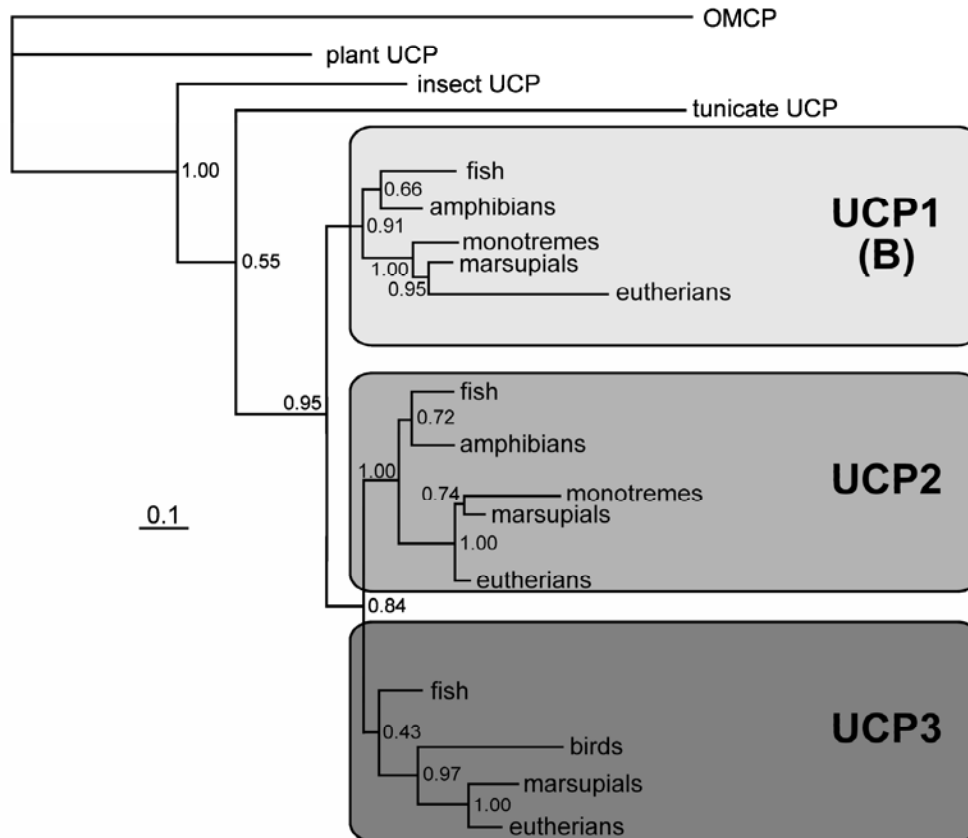 OMCP
plant UCP
insect UCP
tunicate UCP
1.00
0.55
0.95
fish
0.66
amphibians
0.91
monotremes
marsupials
1.00
0.95
eutherians
UCP1
(B)
fish
0.72
amphibians
1.00
0.74
monotremes
marsupials
1.00
eutherians
UCP2
0.1
0.84
fish
0.43
birds
0.97
marsupials
1.00
eutherians
UCP3